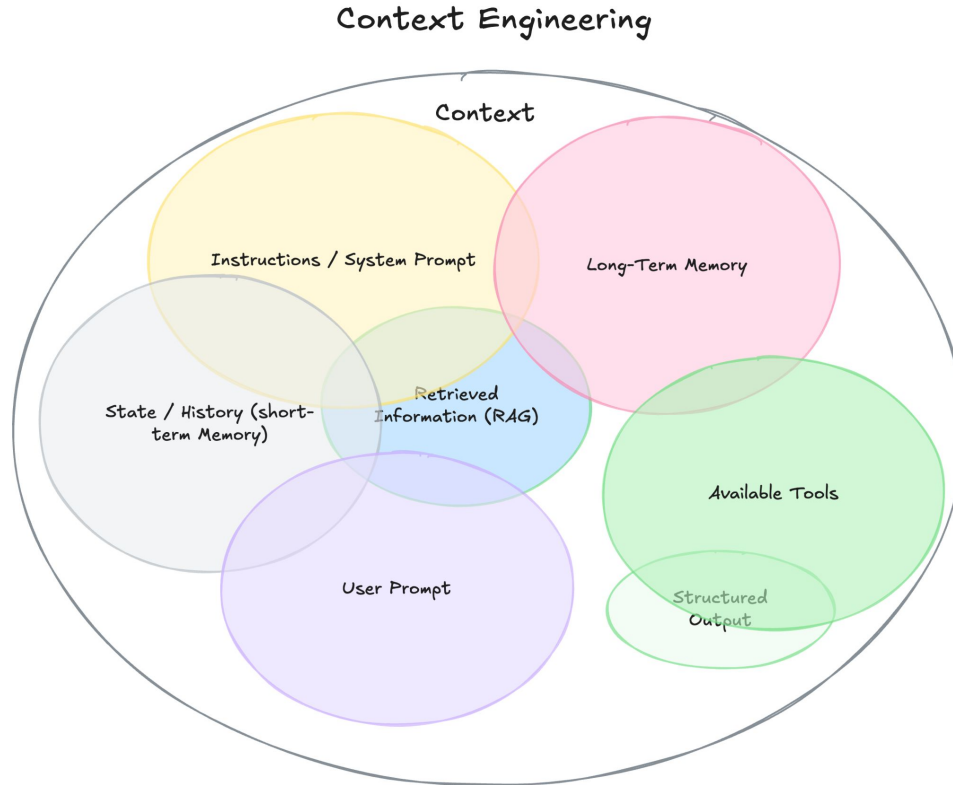 Context Engineering
Context
Instructions / System Prompt
Long-Term Memory
Retrieved
Information (RAG)
State / History (short-
term Memory)
Available Tools
User Prompt
Structured
Output